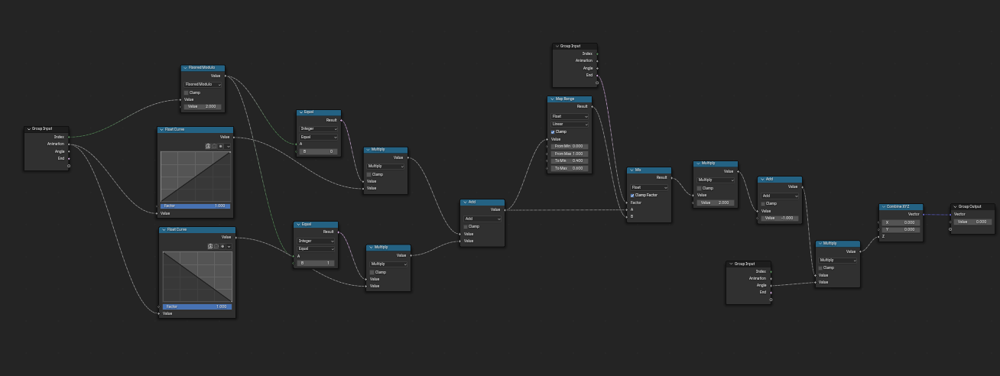 Group Input
Index
Animation
Angle
End
Floored Modulo
Value
Floored Modulo
Clamp
Value
Value 2.000
Float Curve
Value
Factor 1.000
Value
Float Curve
Value
Factor 1.000
Value
Equal
Result
Integer
Equal
A
B 0
Equal
Result
Integer
Equal
A
B 1
Multiply
Value
Multiply
Clamp
Value
Value
Multiply
Value
Multiply
Clamp
Value
Value
Add
Value
Add
Clamp
Value
Value
Group Input
Index
Animation
Angle
End
Map Range
Result
Float
Linear
Clamp
Value
From Min 0.000
From Max 1.000
To Min 0.400
To Max 0.600
Mix
Result
Float
Clamp Factor
Factor
A
B
Multiply
Value
Multiply
Clamp
Value
Value 2.000
Add
Value
Add
Clamp
Value
Value -1.000
Group Input
Index
Animation
Angle
End
Multiply
Value
Multiply
Clamp
Value
Value
Combine XYZ
Vector
X 0.000
Y 0.000
Z
Group Output
Vector
Value 0.000